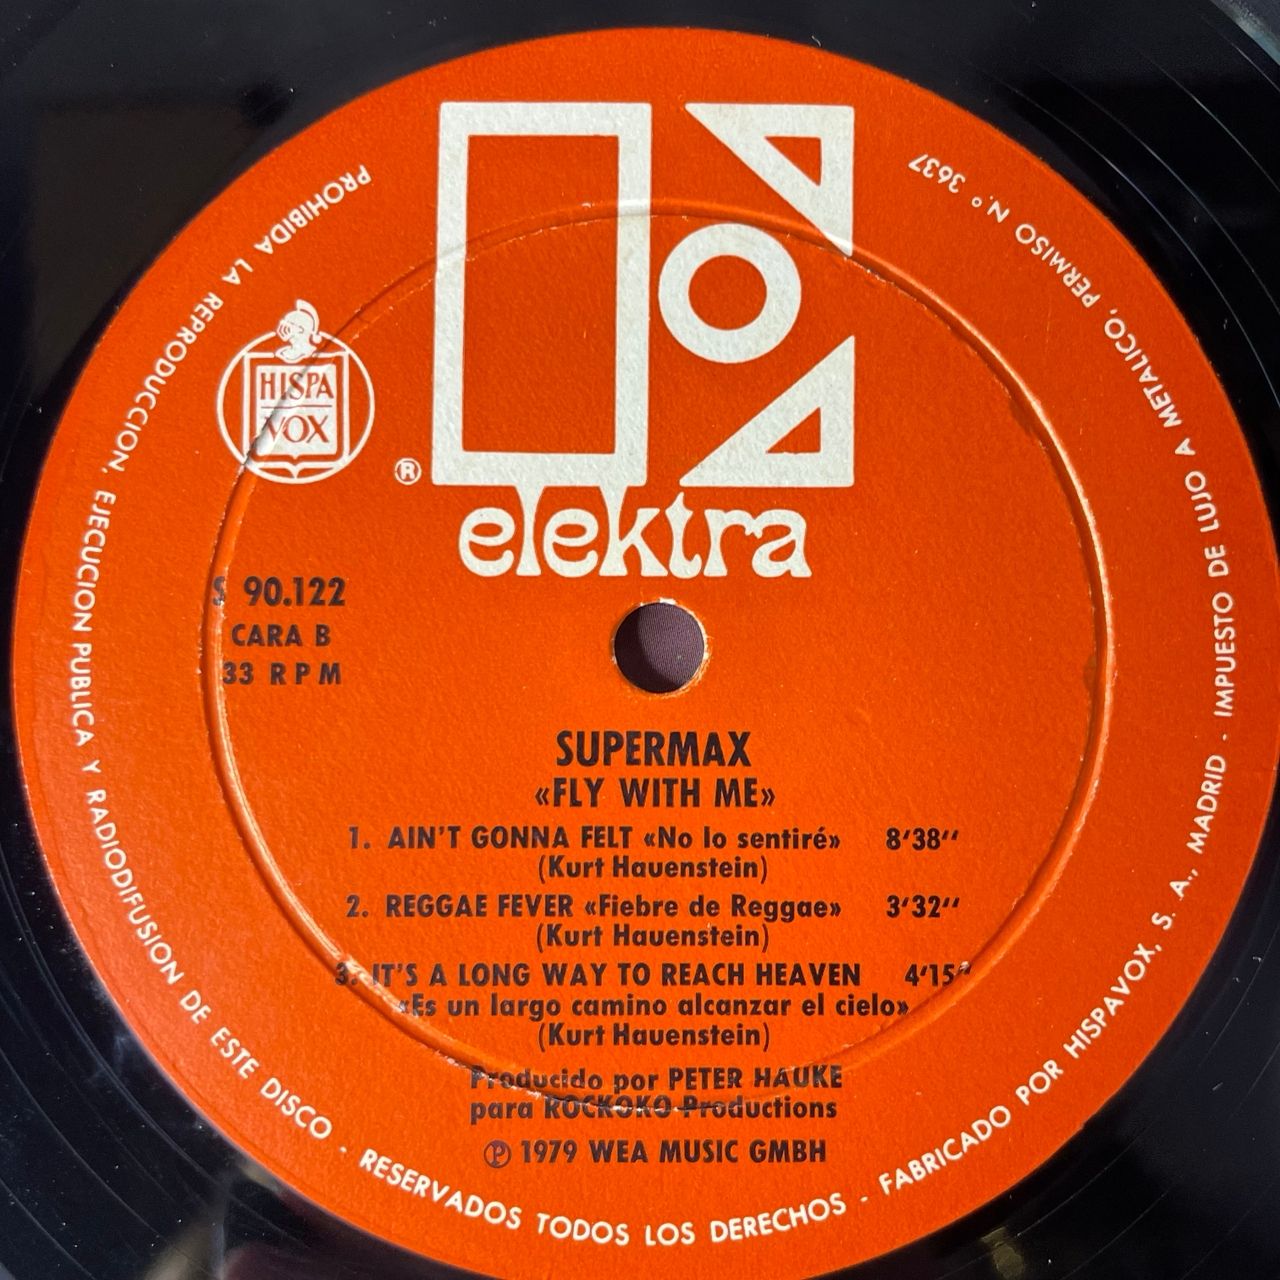 HISPA
VOX
®
elektra
S 90.122
CARA B
33 RPM
SUPERMAX
«FLY WITH ME»
1. AIN'T GONNA FELT «No lo sentiré» 8'38''
(Kurt Hauenstein)
2. REGGAE FEVER «Fiebre de Reggae» 3'32''
(Kurt Hauenstein)
3. IT'S A LONG WAY TO REACH HEAVEN 4'15''
«Es un largo camino alcanzar el cielo»
(Kurt Hauenstein)
Producido por PETER HAUKE
para ROCKOKO Productions
Ⓟ 1979 WEA MUSIC GMBH
PROHIBIDA LA REPRODUCCION, EJECUCION PUBLICA Y RADIODIFUSION DE ESTE DISCO - RESERVADOS TODOS LOS DERECHOS - FABRICADO POR HISPAVOX, S. A., MADRID - IMPUESTO DE LUJO A METALICO, PERMISO N.º 3637